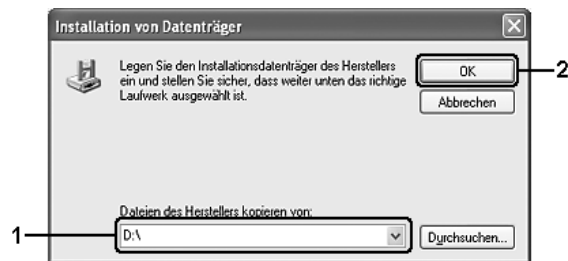 Installation von Datenträger
Legen Sie den Installationsdatenträger des Herstellers
ein und stellen Sie sicher, dass weiter unten das richtige
Laufwerk ausgewählt ist.
OK
2
Abbrechen
Dateien des Herstellers kopieren von:
1
D:\
Durchsuchen...